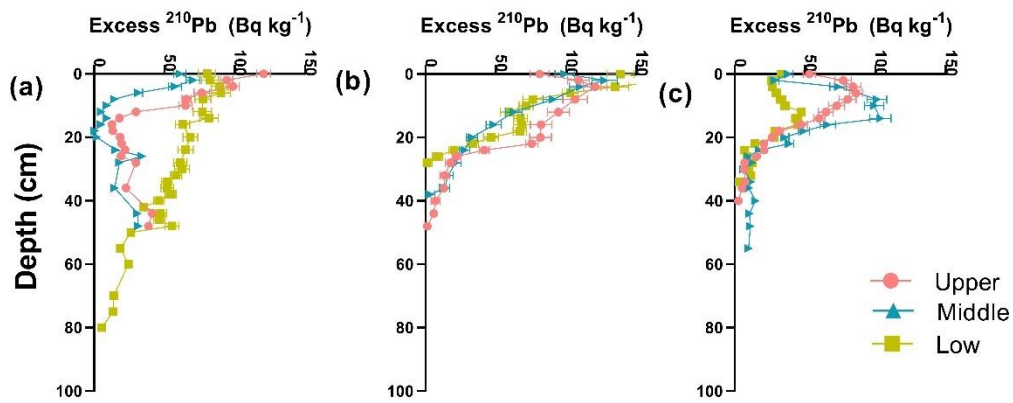 Excess ²¹⁰Pb (Bq kg⁻¹) Excess ²¹⁰Pb (Bq kg⁻¹) Excess ²¹⁰Pb (Bq kg⁻¹)
0 50 100 150 0 50 100 150 0 50 100 150
(a) (b) (c)
0 0 0
20 20 20
40 40 40
60 60 60
80 80 80
100 100 100
Depth (cm)
Upper
Middle
Low